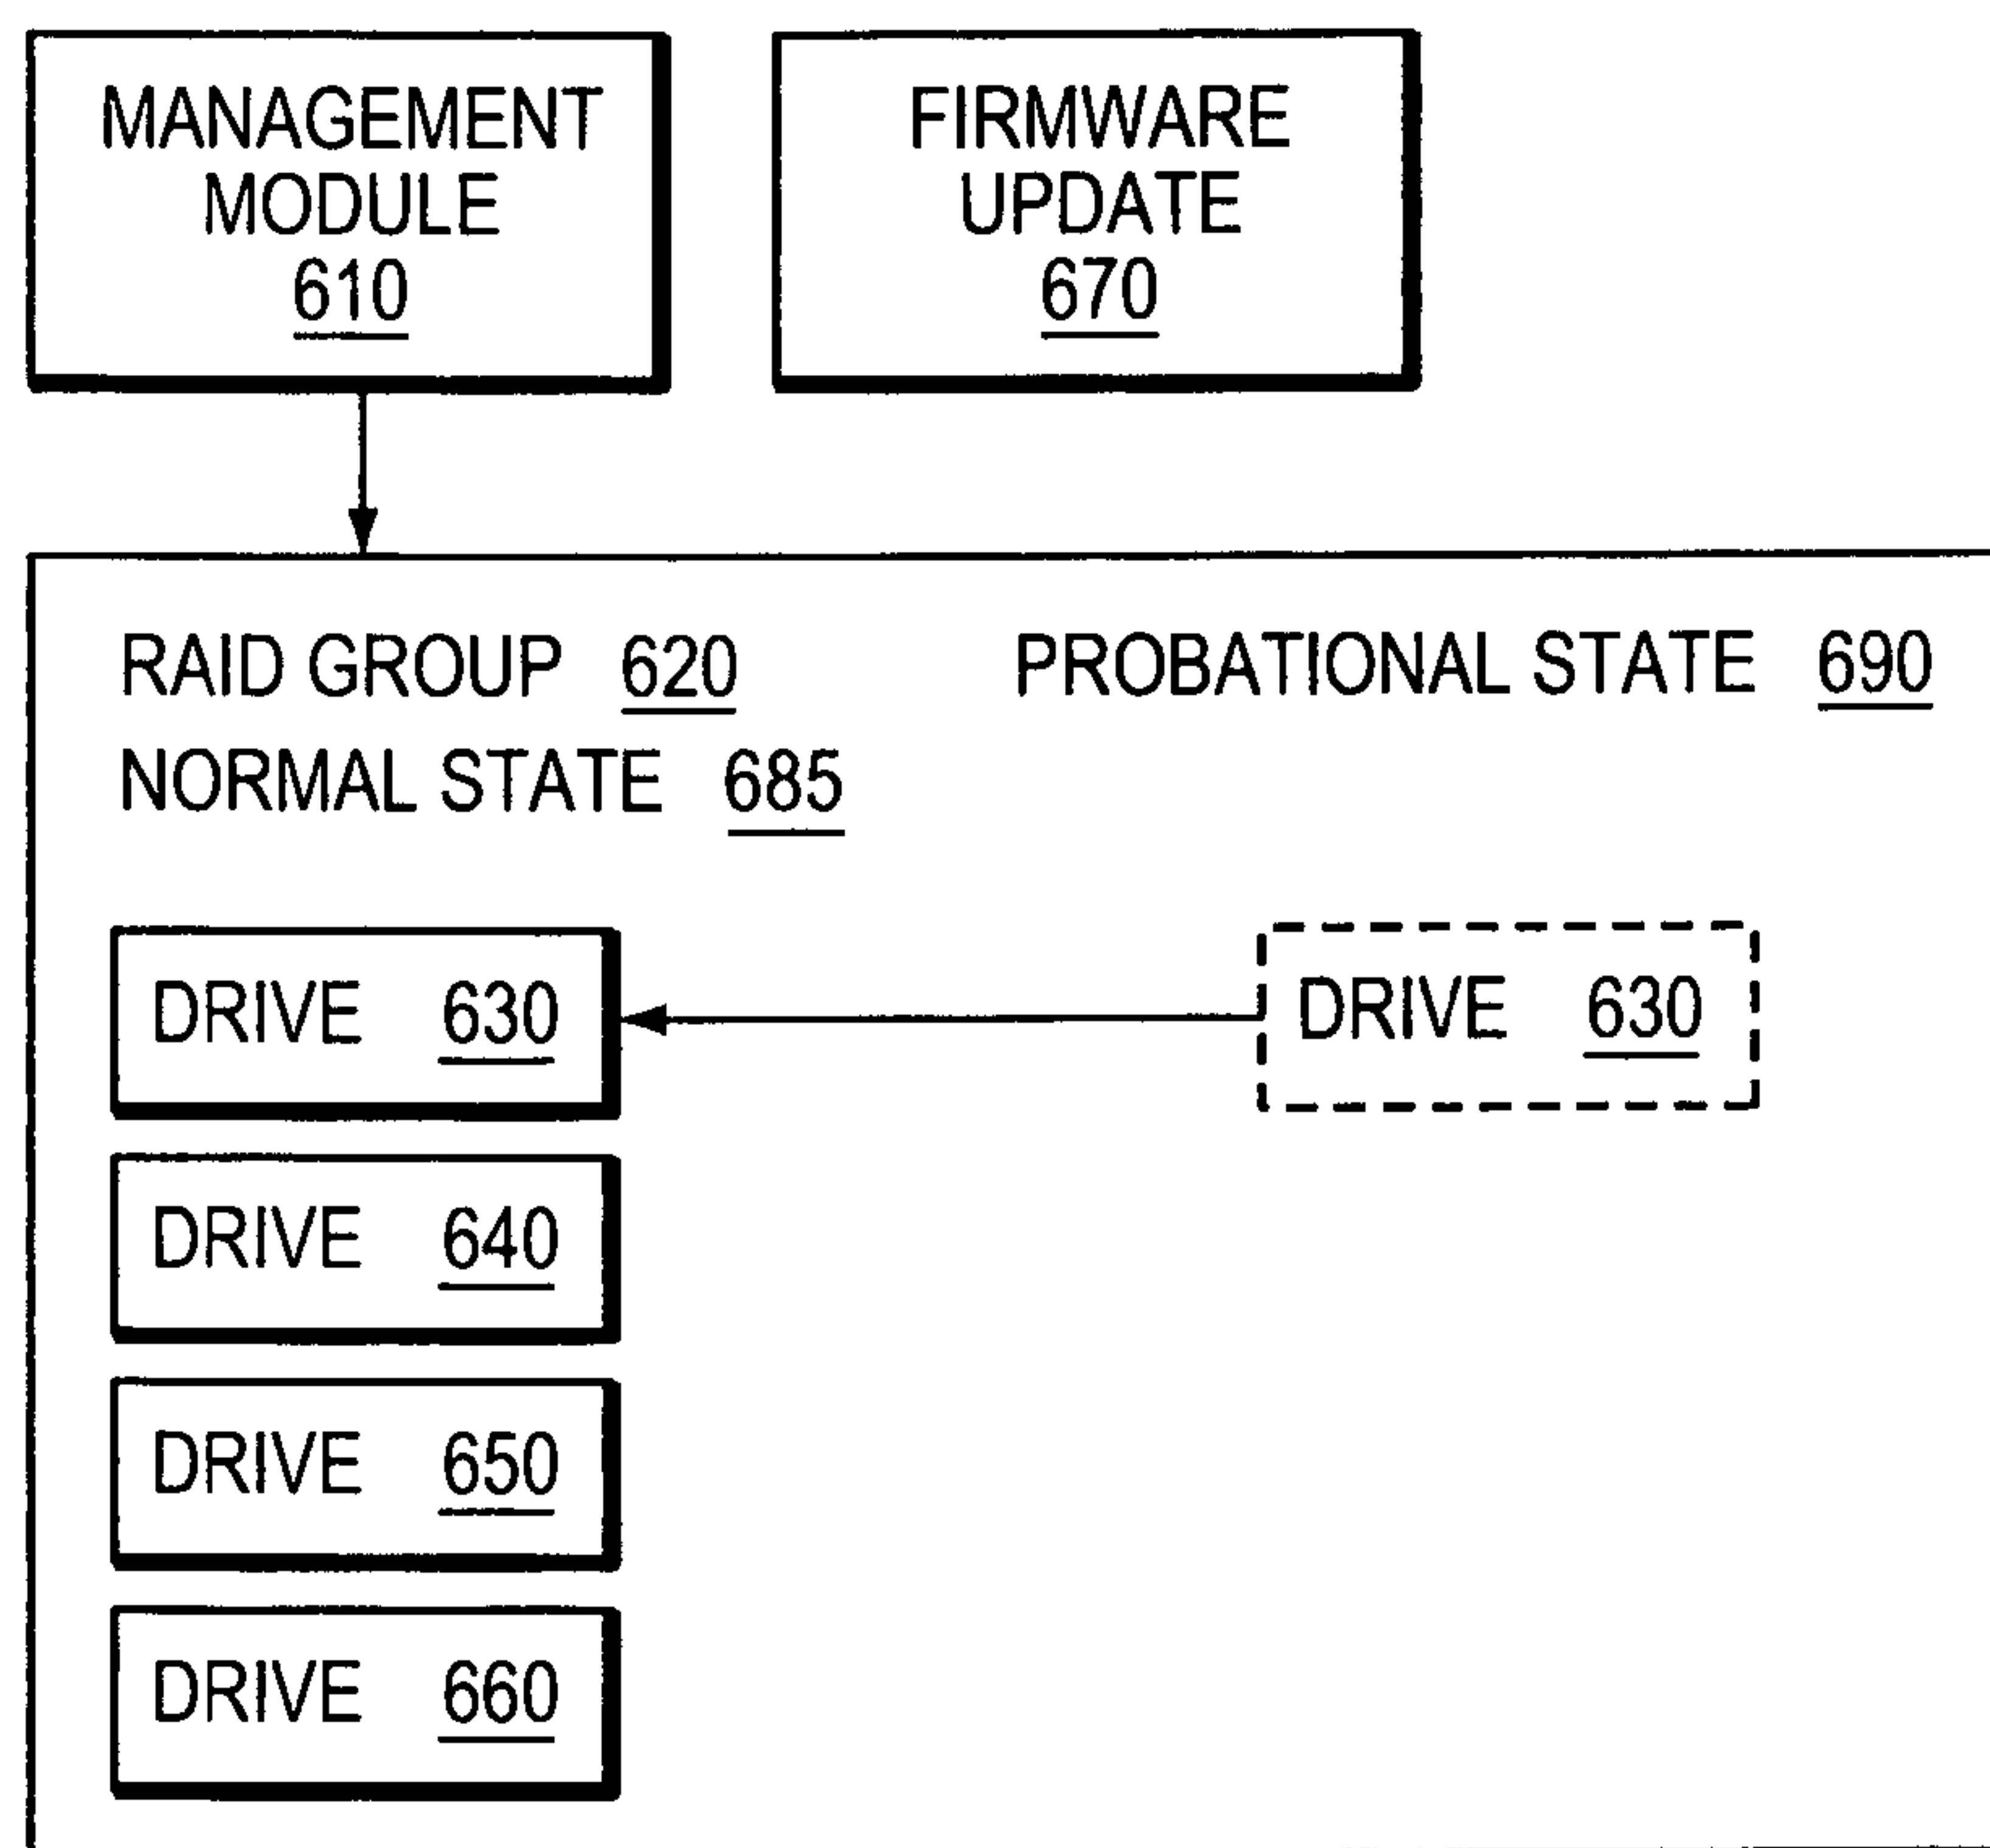 MANAGEMENT
MODULE
610
FIRMWARE
UPDATE
670
RAID GROUP 620
PROBATIONAL STATE 690
NORMAL STATE 685
DRIVE 630
DRIVE 630
DRIVE 640
DRIVE 650
DRIVE 660